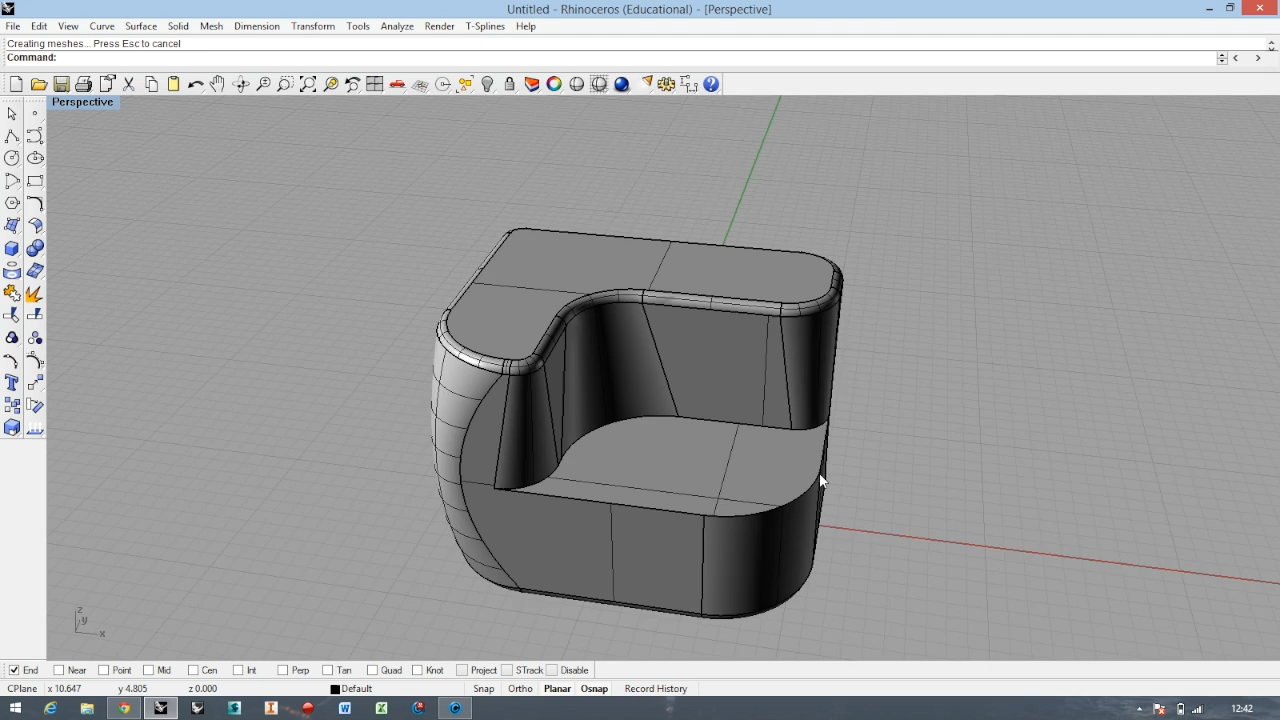 Untitled - Rhinoceros (Educational) - [Perspective]
File Edit View Curve Surface Solid Mesh Dimension Transform Tools Analyze Render T-Splines Help
Creating meshes... Press Esc to cancel
Command:
Perspective
z
y
x
End Near Point Mid Cen Int Perp Tan Quad Knot Project STrack Disable
CPlane x 10.647 y 4.805 z 0.000 Default Snap Ortho Planar Osnap Record History
12:42